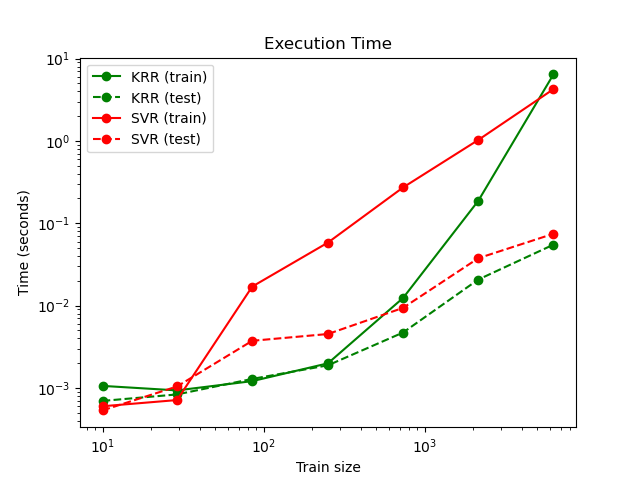 Execution Time
KRR (train)
KRR (test)
SVR (train)
SVR (test)
10¹
10⁰
10⁻¹
10⁻²
10⁻³
Time (seconds)
10¹ 10² 10³
Train size